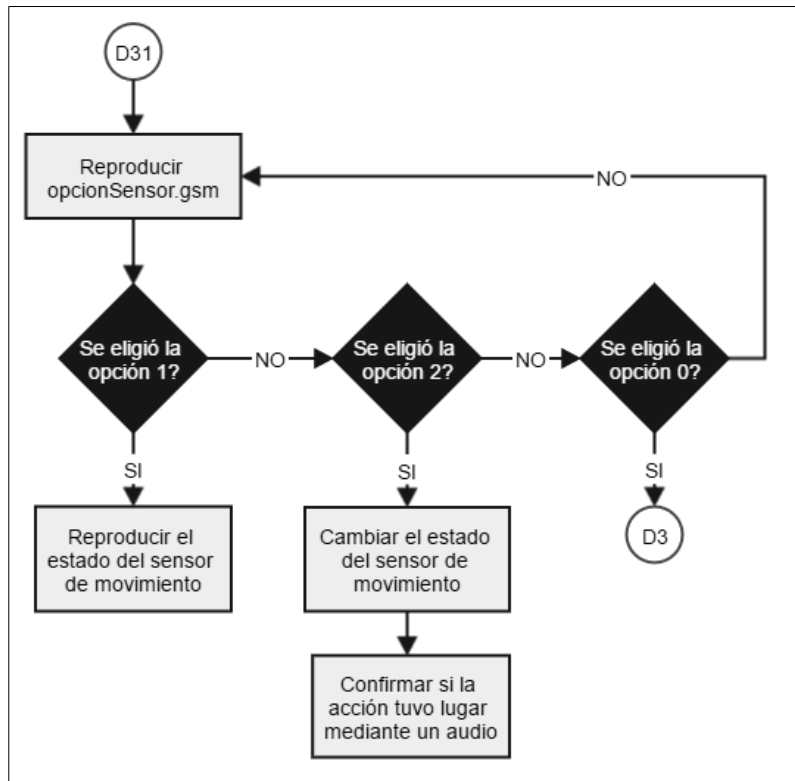 D31
Reproducir
opcionSensor.gsm
NO
Se eligió la
opción 1?
NO
Se eligió la
opción 2?
NO
Se eligió la
opción 0?
SI
SI
SI
Reproducir el
estado del sensor
de movimiento
Cambiar el estado
del sensor de
movimiento
D3
Confirmar si la
acción tuvo lugar
mediante un audio